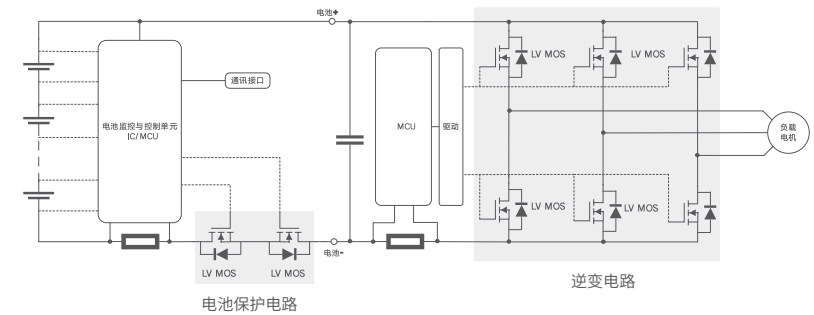 电池+
LV MOS
LV MOS
通讯接口
电池监控与控制单元
IC/ MCU
MCU
驱动
负载
电机
LV MOS
LV MOS
电池-
LV MOS
LV MOS
逆变电路
电池保护电路